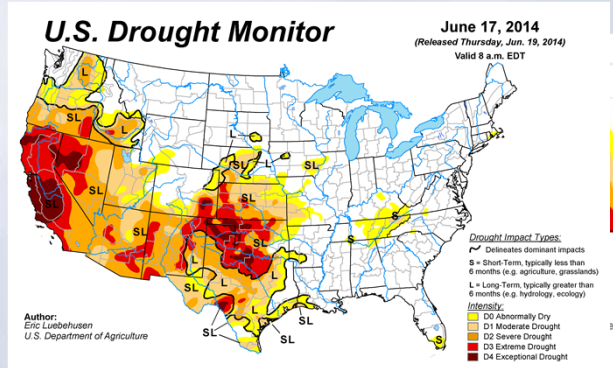 U.S. Drought Monitor
June 17, 2014
(Released Thursday, Jun. 19, 2014)
Valid 8 a.m. EDT
L
SL
L
L
SL
L
SL
SL
SL
SL
SL
SL
S
S
L
SL
L
L
L
SL
SL
SL
S
Drought Impact Types:
Delineates dominant impacts
S = Short-Term, typically less than
6 months (e.g. agriculture, grasslands)
L = Long-Term, typically greater than
6 months (e.g. hydrology, ecology)
Intensity:
D0 Abnormally Dry
D1 Moderate Drought
D2 Severe Drought
D3 Extreme Drought
D4 Exceptional Drought
Author:
Eric Luebehusen
U.S. Department of Agriculture